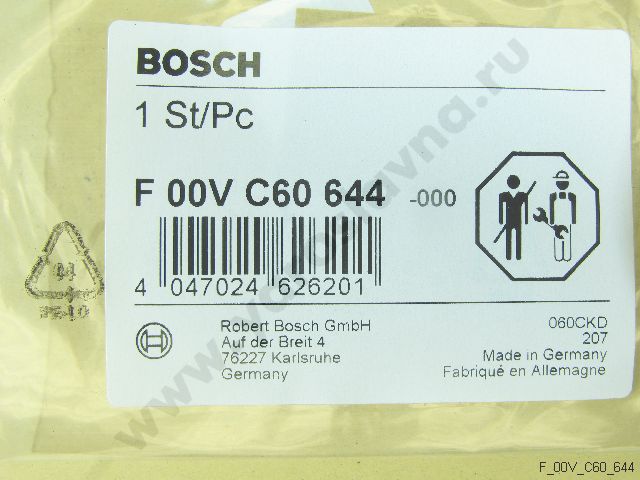 BOSCH
1 St/Pc
F 00V C60 644 -000
4 047024 626201
Robert Bosch GmbH
Auf der Breit 4
76227 Karlsruhe
Germany
060CKD
207
Made in Germany
Fabriqué en Allemagne
F_00V_C60_644